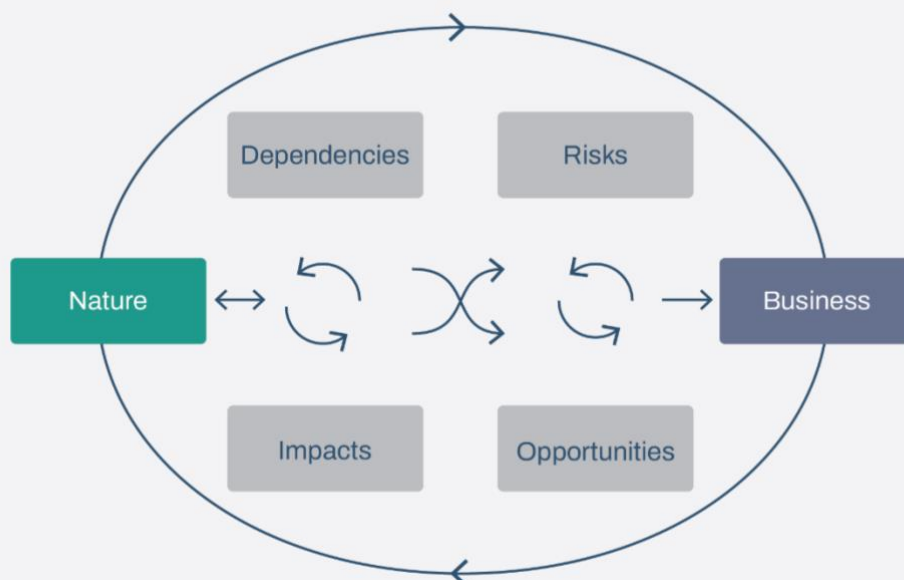 Dependencies
Risks
Nature
Business
Impacts
Opportunities